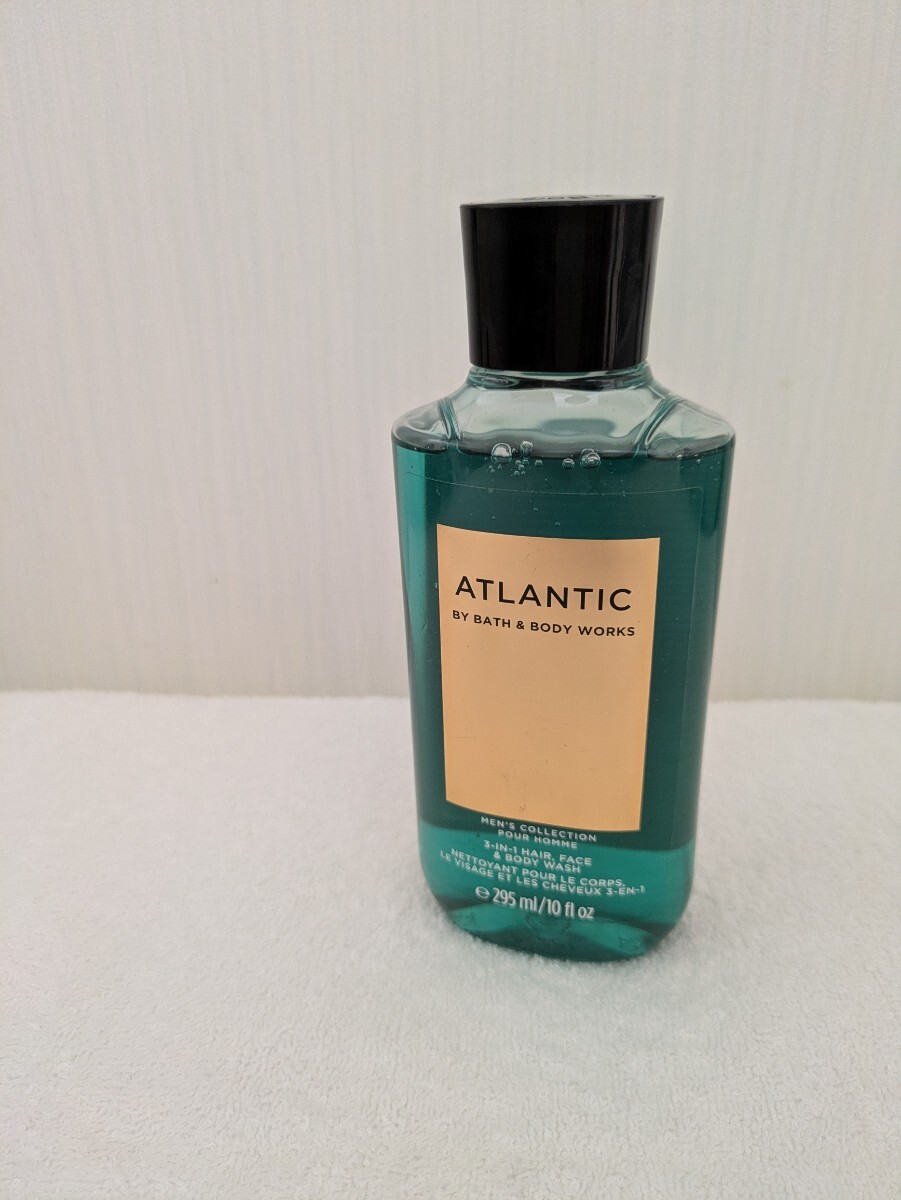 ATLANTIC
BY BATH & BODY WORKS
MEN'S COLLECTION
POUR HOMME
3-IN-1 HAIR, FACE
& BODY WASH
NETTOYANT POUR LE CORPS,
LE VISAGE ET LES CHEVEUX 3-EN-1
℮ 295 ml/10 fl oz